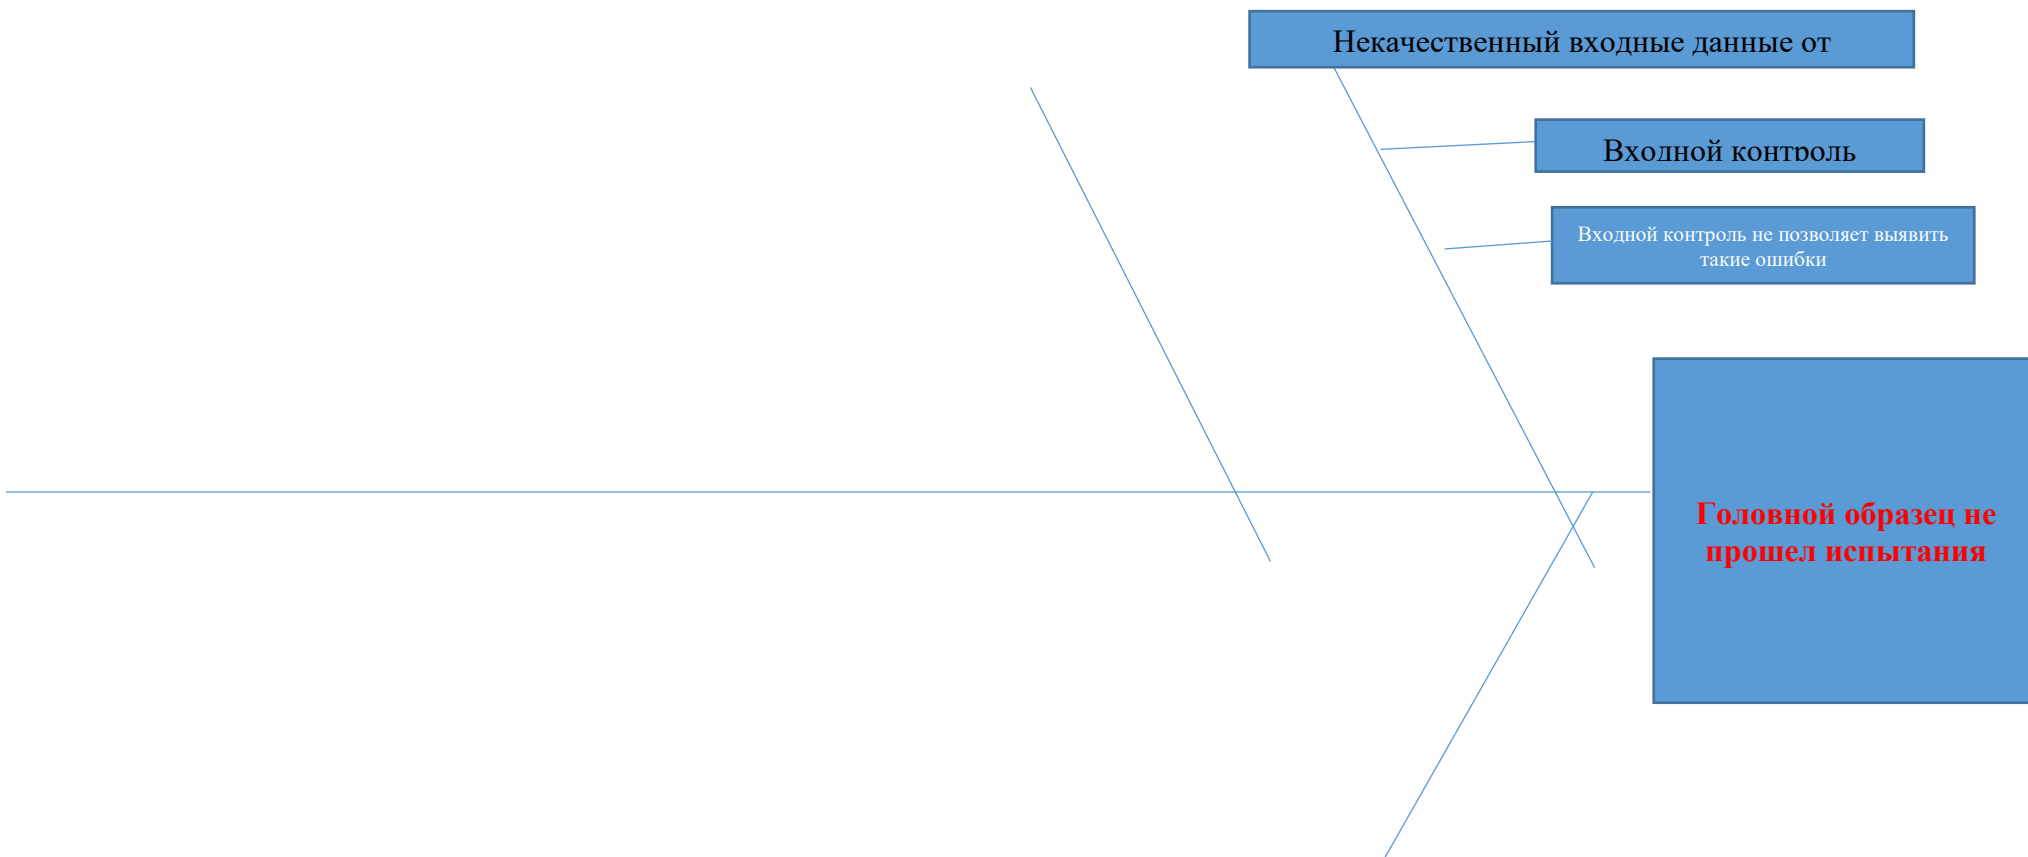 Некачественный входные данные от
Входной контроль
Входной контроль не позволяет выявить
такие ошибки
Головной образец не
прошел испытания